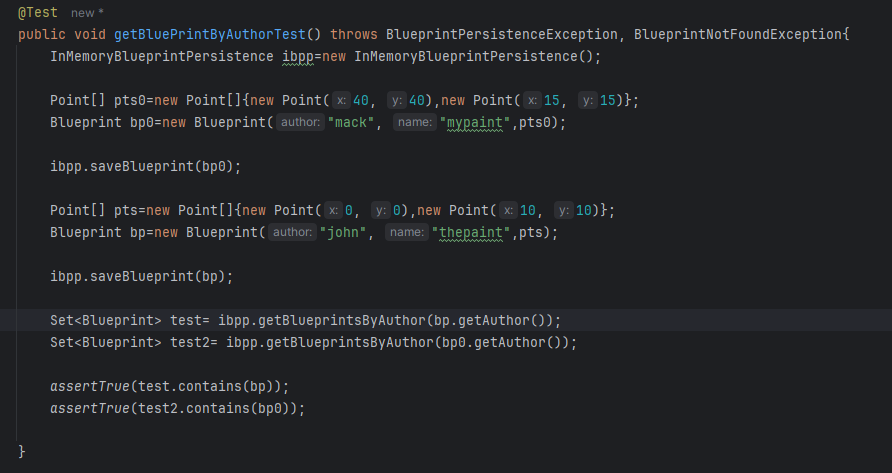 @Test new *
public void getBluePrintByAuthorTest() throws BlueprintPersistenceException, BlueprintNotFoundException{
InMemoryBlueprintPersistence ibpp=new InMemoryBlueprintPersistence();
Point[] pts0=new Point[]{new Point( x: 40, y: 40),new Point( x: 15, y: 15)};
Blueprint bp0=new Blueprint( author: "mack", name: "mypaint",pts0);
ibpp.saveBlueprint(bp0);
Point[] pts=new Point[]{new Point( x: 0, y: 0),new Point( x: 10, y: 10)};
Blueprint bp=new Blueprint( author: "john", name: "thepaint",pts);
ibpp.saveBlueprint(bp);
Set<Blueprint> test= ibpp.getBlueprintsByAuthor(bp.getAuthor());
Set<Blueprint> test2= ibpp.getBlueprintsByAuthor(bp0.getAuthor());
assertTrue(test.contains(bp));
assertTrue(test2.contains(bp0));
}